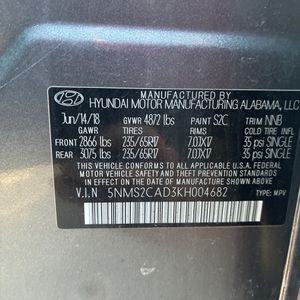 MANUFACTURED BY
HYUNDAI MOTOR MANUFACTURING ALABAMA, LLC
Jun/14/18 GVWR 4872 lbs PAINT S2C TRIM NNB
GAWR TIRES RIMS COLD TIRE PRESSURE
FRONT 2866 lbs 235/65R17 7.0JX17 35 psi SINGLE
REAR 3075 lbs 235/65R17 7.0JX17 35 psi SINGLE
THIS VEHICLE CONFORMS TO ALL APPLICABLE U.S.A. FEDERAL
MOTOR VEHICLE SAFETY AND THEFT PREVENTION STANDARDS
IN EFFECT ON THE DATE OF MANUFACTURE SHOWN ABOVE.
V.I.N 5NMS2CAD3KH004682